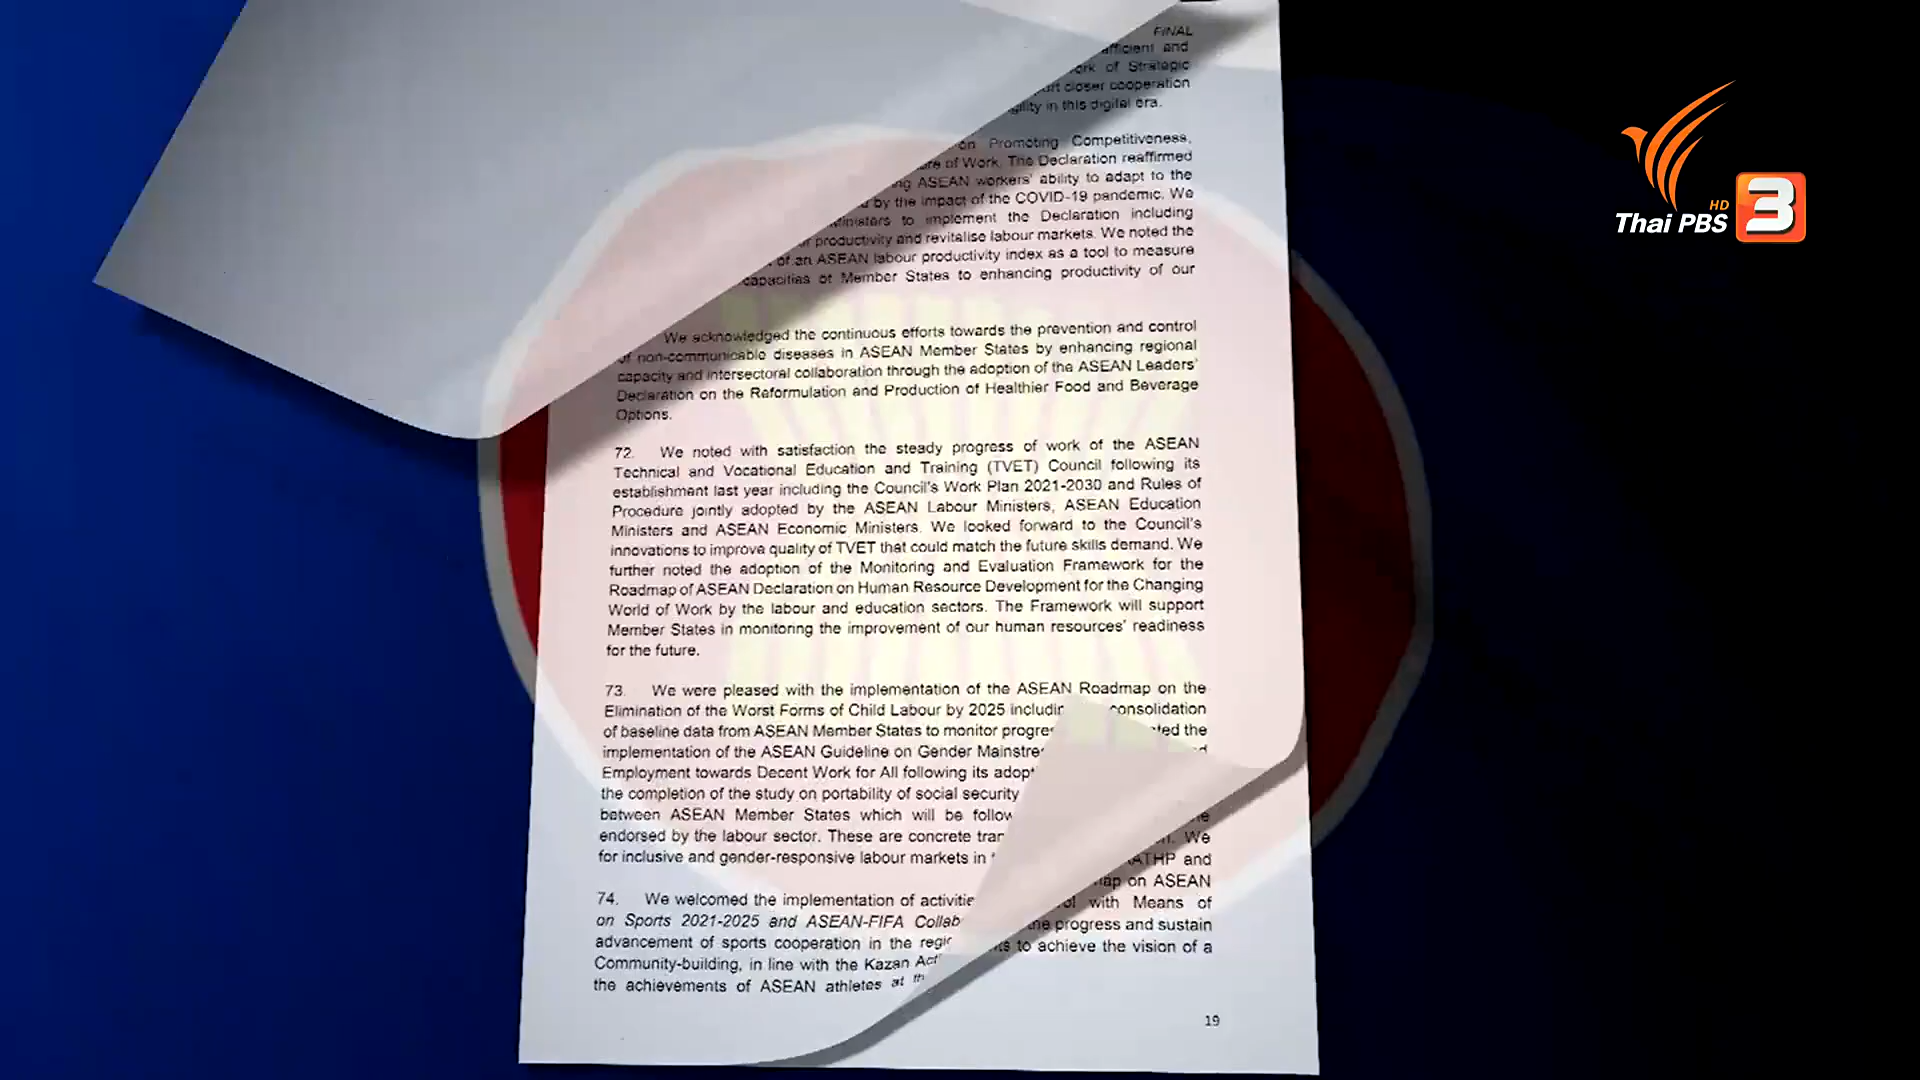 FINAL
efficient and
of Strategic
closer cooperation
in this digital era.
on Promoting Competitiveness,
of Work. The Declaration reaffirmed
ASEAN workers' ability to adapt to the
by the impact of the COVID-19 pandemic. We
Ministers to implement the Declaration including
productivity and revitalise labour markets. We noted the
of an ASEAN labour productivity index as a tool to measure
capacities of Member States to enhancing productivity of our
We acknowledged the continuous efforts towards the prevention and control
of non-communicable diseases in ASEAN Member States by enhancing regional
capacity and intersectoral collaboration through the adoption of the ASEAN Leaders'
Declaration on the Reformulation and Production of Healthier Food and Beverage
Options.
72. We noted with satisfaction the steady progress of work of the ASEAN
Technical and Vocational Education and Training (TVET) Council following its
establishment last year including the Council's Work Plan 2021-2030 and Rules of
Procedure jointly adopted by the ASEAN Labour Ministers, ASEAN Education
Ministers and ASEAN Economic Ministers. We looked forward to the Council's
innovations to improve quality of TVET that could match the future skills demand. We
further noted the adoption of the Monitoring and Evaluation Framework for the
Roadmap of ASEAN Declaration on Human Resource Development for the Changing
World of Work by the labour and education sectors. The Framework will support
Member States in monitoring the improvement of our human resources' readiness
for the future.
73. We were pleased with the implementation of the ASEAN Roadmap on the
Elimination of the Worst Forms of Child Labour by 2025 consolidation
of baseline data from ASEAN Member States to monitor the
implementation of the ASEAN Guideline on Gender
Employment towards Decent Work for All following its
the completion of the study on portability of social security
between ASEAN Member States which will be
endorsed by the labour sector. These are concrete We
for inclusive and gender-responsive labour markets in and
on ASEAN
74. We welcomed the implementation of with Means of
on Sports 2021-2025 and ASEAN-FIFA the progress and sustain
advancement of sports cooperation in the to achieve the vision of a
Community-building, in line with the Kazan
the achievements of ASEAN athletes at
19
Thai PBS HD 3